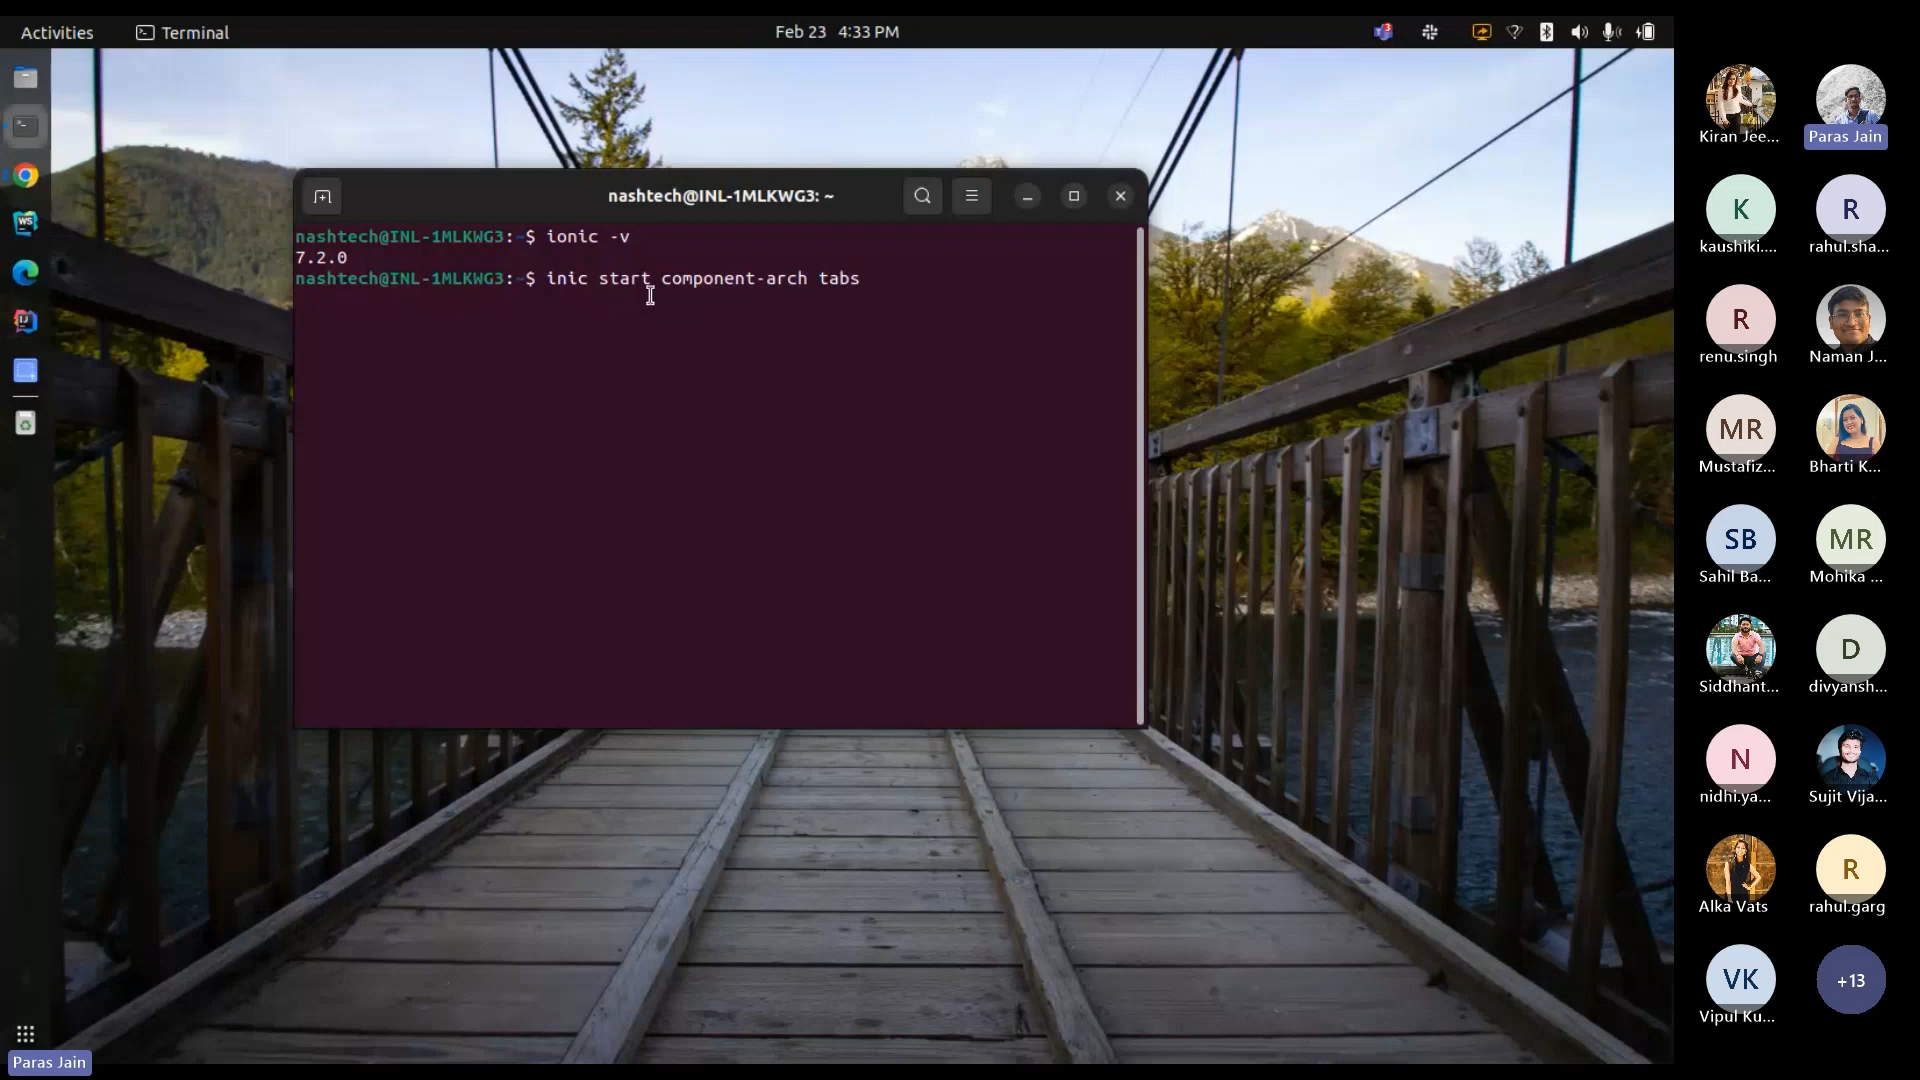 Activities
Terminal
Feb 23 4:33 PM
3
nashtech@INL-1MLKWG3: ~
nashtech@INL-1MLKWG3:~$ ionic -v
7.2.0
nashtech@INL-1MLKWG3:~$ inic start component-arch tabs
WS
IJ
Kiran Jee...
Paras Jain
K
kaushiki....
R
rahul.sha...
R
renu.singh
Naman J...
MR
Mustafiz...
Bharti K...
SB
Sahil Ba...
MR
Mohika ...
Siddhant...
D
divyansh...
N
nidhi.ya...
Sujit Vija...
Alka Vats
R
rahul.garg
VK
Vipul Ku...
+13
Paras Jain